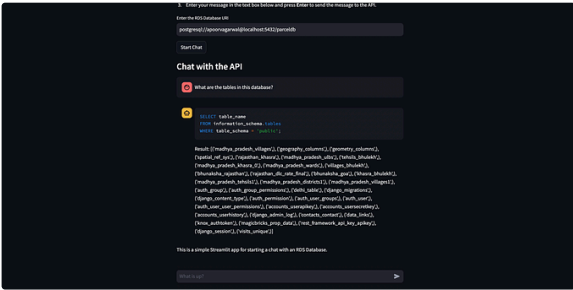 3. Enter your message in the text box below and press Enter to send the message to the API.
Enter the RDS Database URI
postgresql://apoorvagarwal@localhost:5432/parceldb
Start Chat
Chat with the API
What are the tables in this database?
SELECT table_name
FROM information_schema.tables
WHERE table_schema = 'public';
Result: [('madhya_pradesh_villages',), ('geography_columns',), ('geometry_columns',),
('spatial_ref_sys',), ('rajasthan_khasra',), ('madhya_pradesh_ulbs',), ('tehsils_bhulekh',),
('madhya_pradesh_khasra_0',), ('madhya_pradesh_wards',), ('villages_bhulekh',),
('bhunaksha_rajasthan',), ('rajasthan_dlc_rate_final',), ('bhunaksha_goa',), ('khasra_bhulekh',),
('madhya_pradesh_tehsils1',), ('madhya_pradesh_districts1',), ('madhya_pradesh_villages1',),
('auth_group',), ('auth_group_permissions',), ('delhi_table',), ('django_migrations',),
('django_content_type',), ('auth_permission',), ('auth_user_groups',), ('auth_user',),
('auth_user_user_permissions',), ('accounts_userapikey',), ('accounts_usersecretkey',),
('accounts_userhistory',), ('django_admin_log',), ('contacts_contact',), ('data_links',),
('knox_authtoken',), ('magicbricks_prop_data',), ('rest_framework_api_key_apikey',),
('django_session',), ('visits_unique',)]
This is a simple Streamlit app for starting a chat with an RDS Database.
What is up?